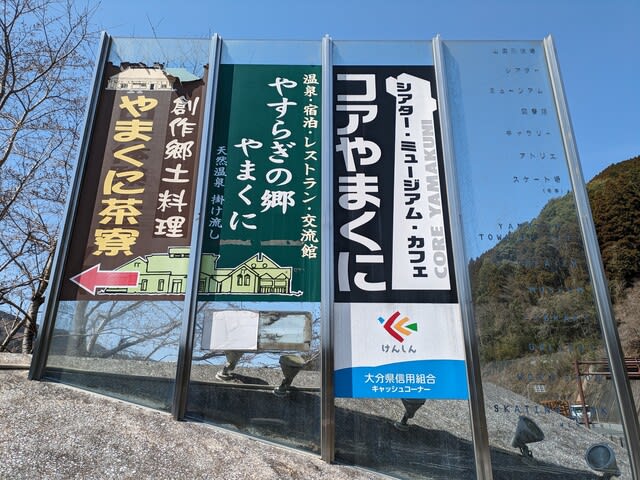 創作郷土料理
やまくに茶寮
温泉・宿泊・レストラン・交流館
やすらぎの郷
やまくに
天然温泉 掛け流し
シアター・ミュージアム・カフェ
コアやまくに
CORE YAMAKUNI
けんしん
大分県信用組合
キャッシュコーナー
シアター
ミュージアム
図書館
ギャラリー
アトリエ
スケート場
SKATING